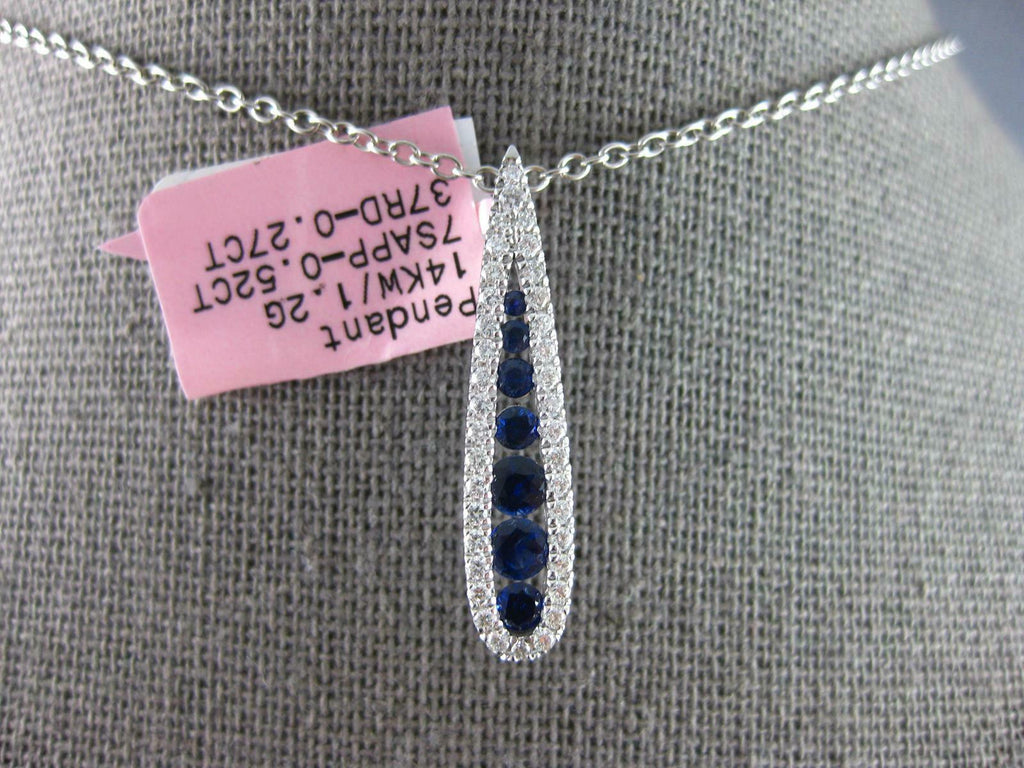 Pendant
14KW/1.2G
7SAPP-0.52CT
37RD-0.27CT